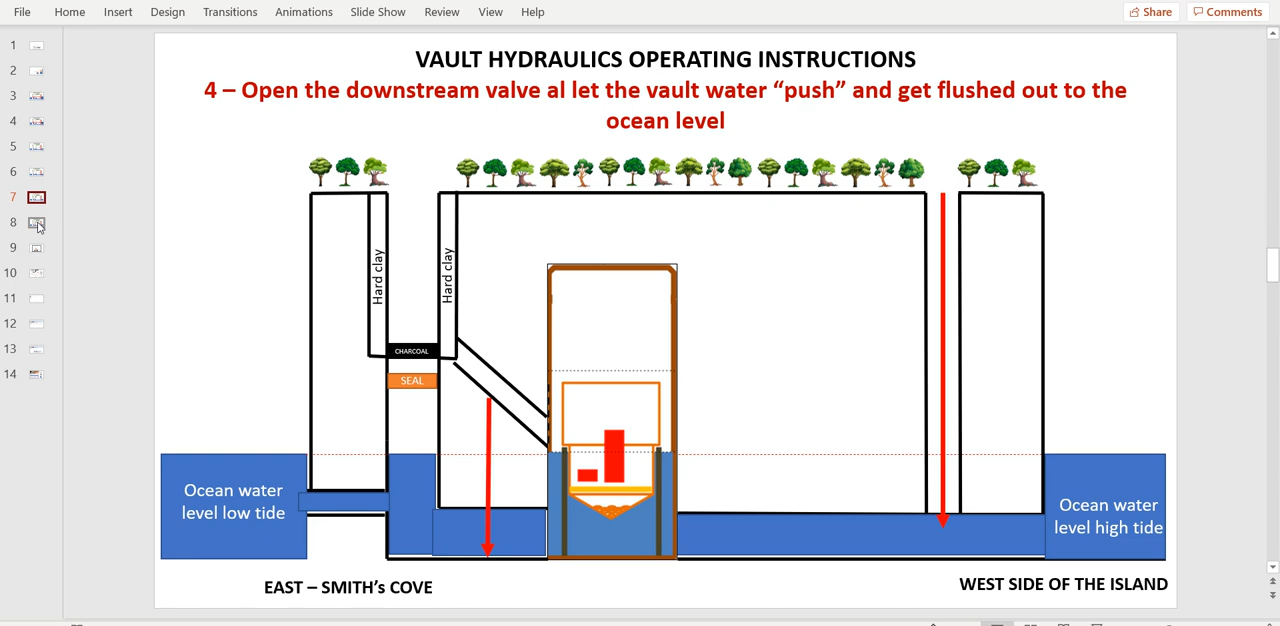 File Home Insert Design Transitions Animations Slide Show Review View Help Share Comments
1
2
3
4
5
6
7
8
9
10
11
12
13
14
VAULT HYDRAULICS OPERATING INSTRUCTIONS
4 – Open the downstream valve al let the vault water “push” and get flushed out to the
ocean level
Hard clay
Hard clay
CHARCOAL
SEAL
Ocean water
level low tide
Ocean water
level high tide
EAST – SMITH’s COVE
WEST SIDE OF THE ISLAND